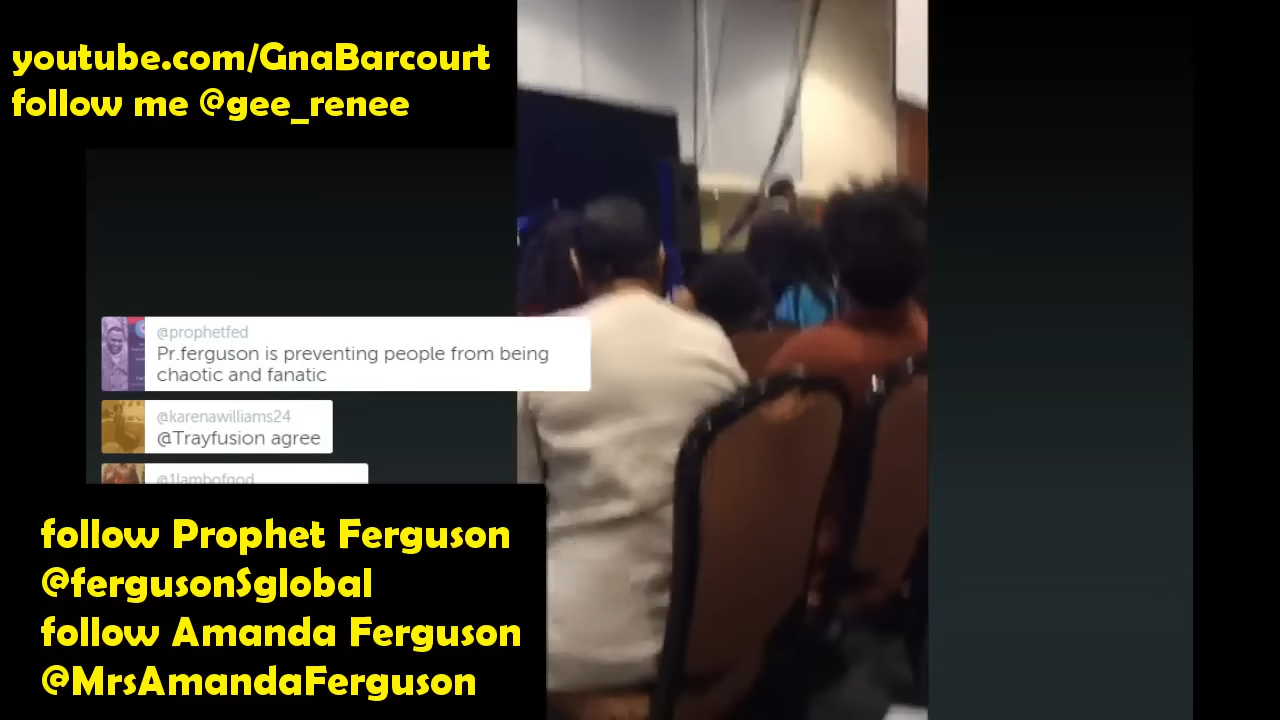 youtube.com/GnaBarcourt
follow me @gee_renee
@prophetfed
Pr.ferguson is preventing people from being
chaotic and fanatic
@karenawilliams24
@Trayfusion agree
@1lambofgod
follow Prophet Ferguson
@fergusonSglobal
follow Amanda Ferguson
@MrsAmandaFerguson